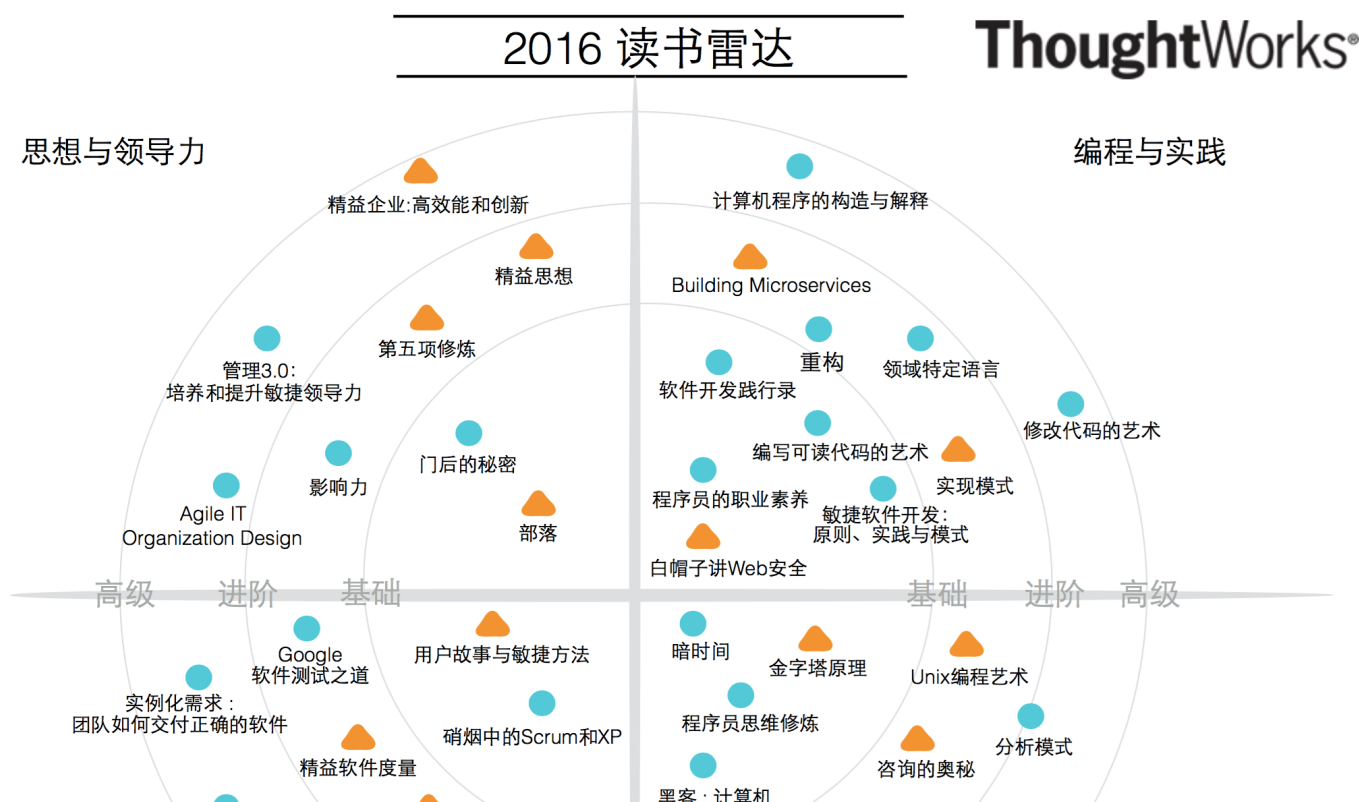 2016 读书雷达
ThoughtWorks®
思想与领导力
编程与实践
精益企业:高效能和创新
精益思想
第五项修炼
管理3.0：
培养和提升敏捷领导力
影响力
门后的秘密
Agile IT
Organization Design
部落
计算机程序的构造与解释
Building Microservices
重构
领域特定语言
软件开发践行录
修改代码的艺术
编写可读代码的艺术
实现模式
程序员的职业素养
敏捷软件开发：
原则、实践与模式
白帽子讲Web安全
高级
进阶
基础
基础
进阶
高级
Google
软件测试之道
用户故事与敏捷方法
实例化需求：
团队如何交付正确的软件
硝烟中的Scrum和XP
精益软件度量
暗时间
金字塔原理
Unix编程艺术
程序员思维修炼
分析模式
咨询的奥秘
黑客：计算机